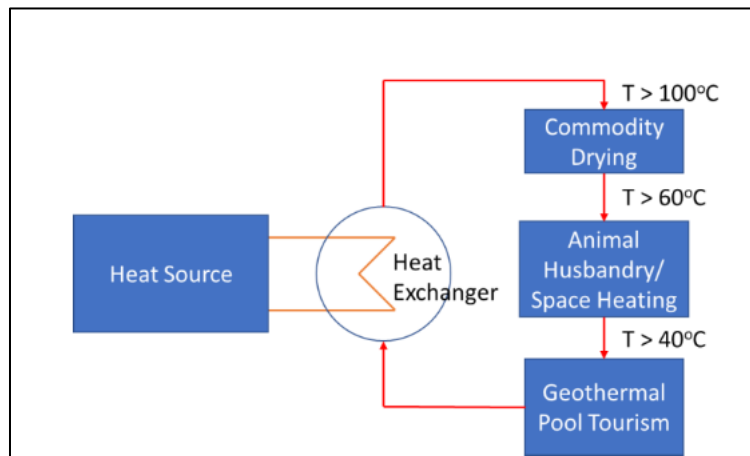 T > 100°C
Commodity
Drying
T > 60°C
Heat Source
Heat
Exchanger
Animal
Husbandry/
Space Heating
T > 40°C
Geothermal
Pool Tourism